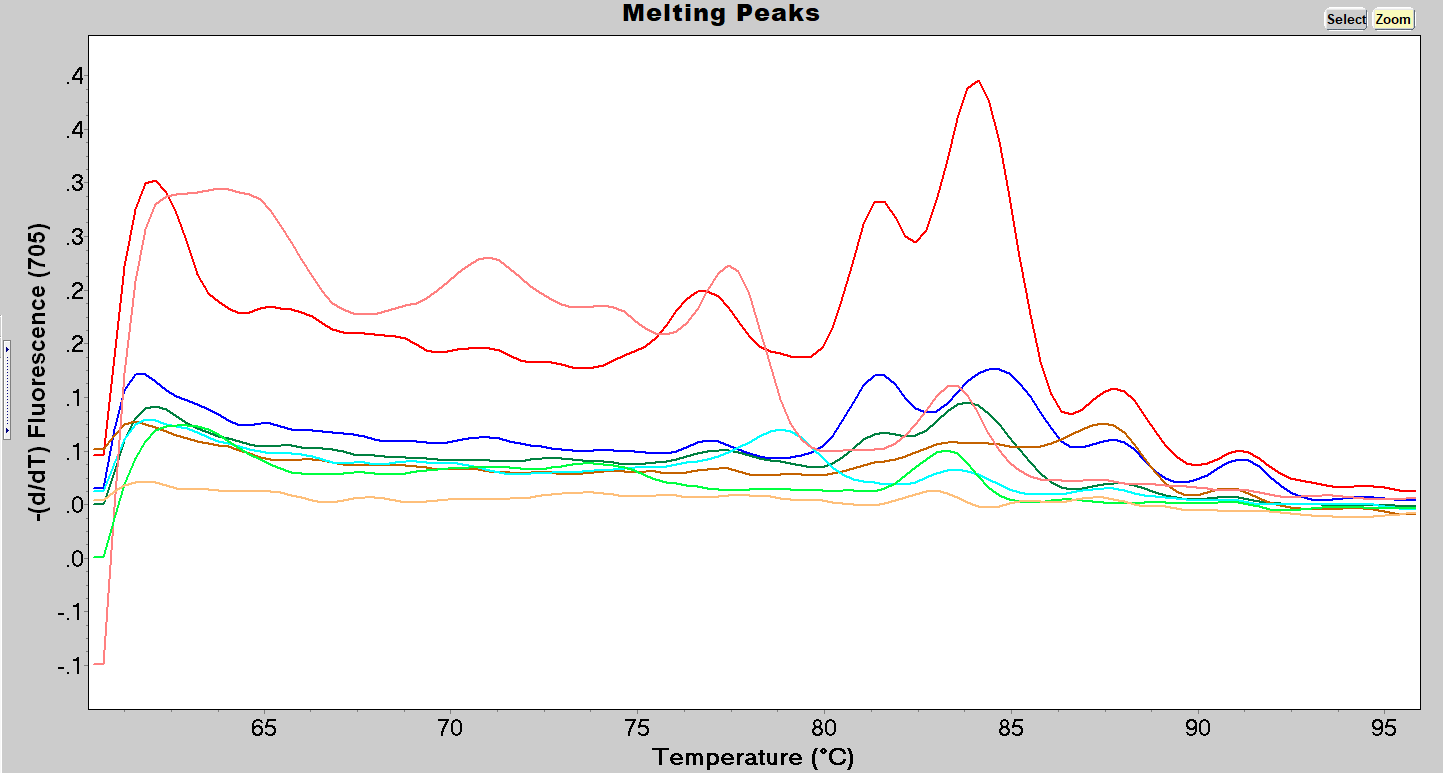 Melting Peaks
Select Zoom
-(d/dT) Fluorescence (705)
.4
.4
.3
.3
.2
.2
.1
.1
.0
.0
-.1
-.1
65 70 75 80 85 90 95
Temperature (°C)